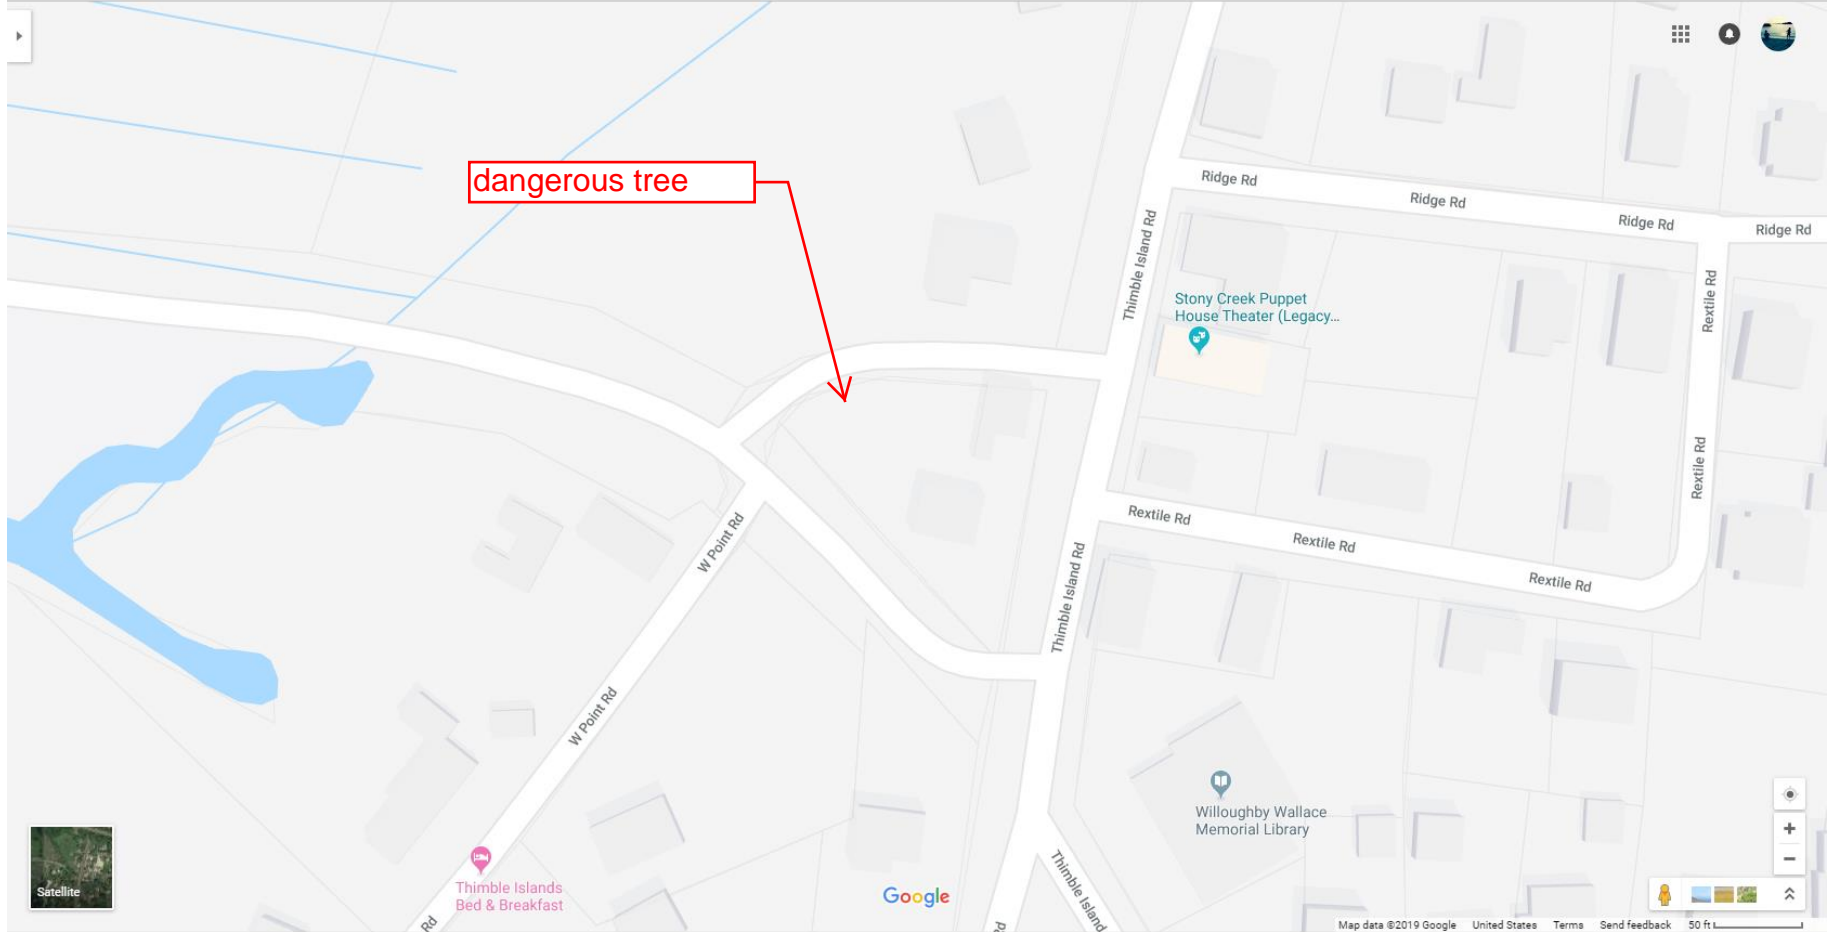 dangerous tree
Ridge Rd
Ridge Rd
Ridge Rd
Ridge Rd
Thimble Island Rd
Stony Creek Puppet
House Theater (Legacy...
Rextile Rd
Rextile Rd
Rextile Rd
Rextile Rd
Rextile Rd
W Point Rd
Thimble Island Rd
W Point Rd
Willoughby Wallace
Memorial Library
Thimble Island
Satellite
Thimble Islands
Bed & Breakfast
Google
Rd
Rd
Map data ©2019 Google United States Terms Send feedback 50 ft